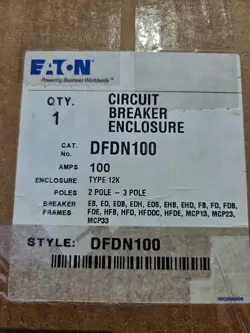 EATON
Powering Business Worldwide
QTY.
1
CIRCUIT
BREAKER
ENCLOSURE
CAT. No. DFDN100
AMPS 100
ENCLOSURE TYPE 12K
POLES 2 POLE - 3 POLE
BREAKER FRAMES EB, ED, EDB, EDH, EDS, EHB, EHD, FB, FD, FDB,
FDE, HFB, HFD, HFDDC, HFDE, MCP13, MCP23,
MCP33
STYLE: DFDN100